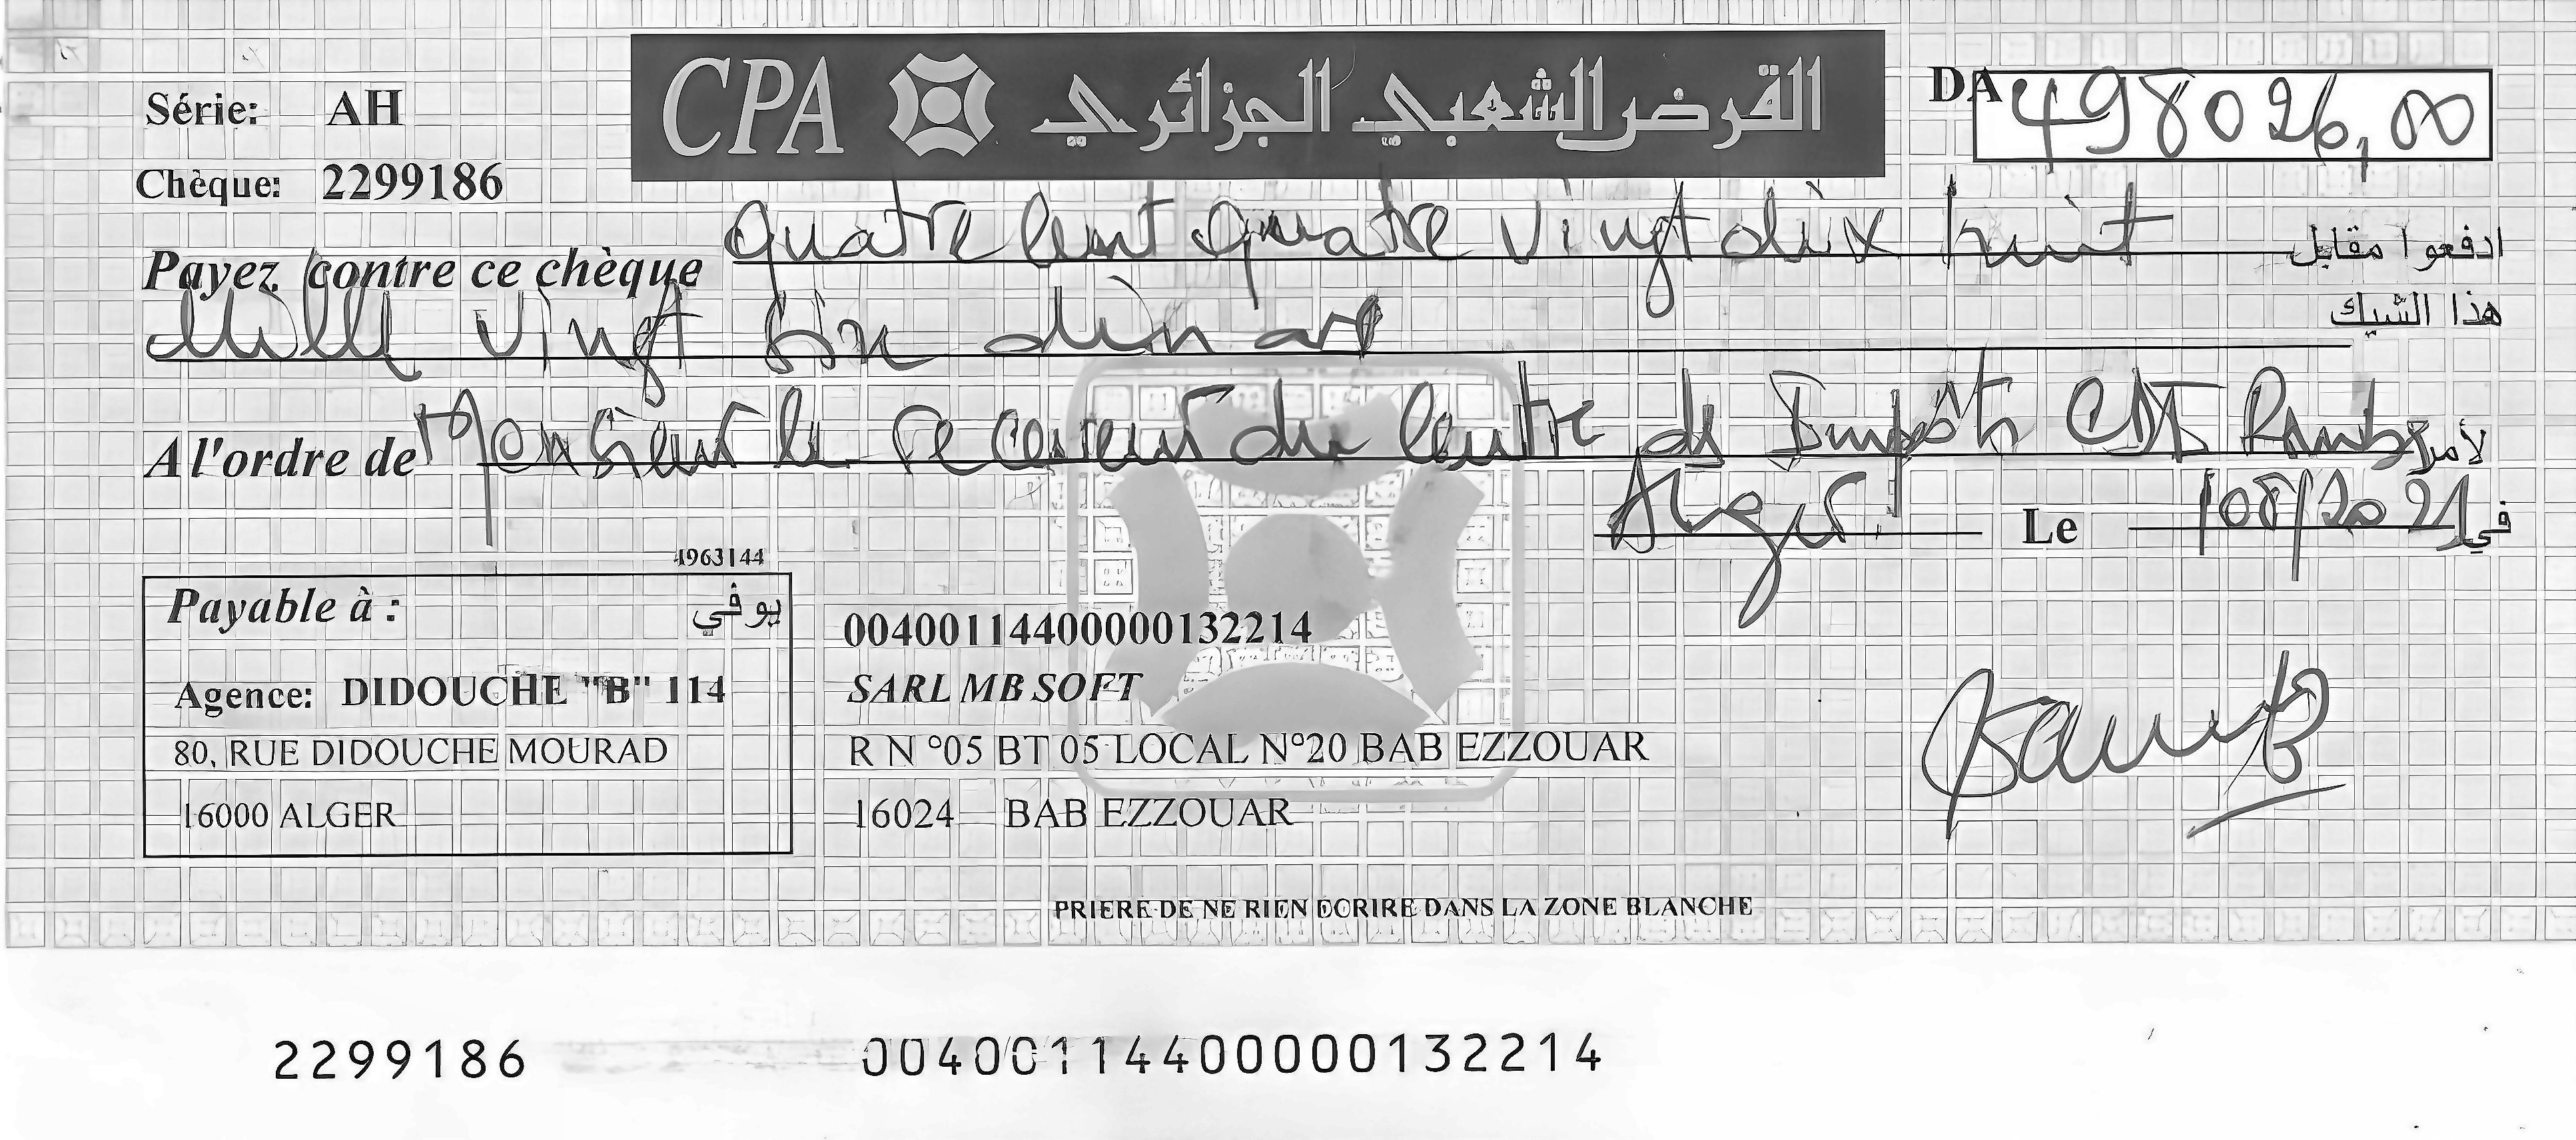 CPA القرض الشعبي الجزائري
Série: AH
DA 498026,00
Chèque: 2299186
Payez contre ce chèque quatre cent quatre vingt dix huit ادفعوا مقابل
هذا الشيك
Mille vingt six dinars
A l'ordre de Monsieur le receveur du centre des Impôts CDI لأمر
Alger Le /08/2021 في
4963144
Payable à : يوفي
Agence: DIDOUCHE "B" 114
80, RUE DIDOUCHE MOURAD
16000 ALGER
00400114400000132214
SARL MB SOFT
R N °05 BT 05 LOCAL N°20 BAB EZZOUAR
16024 BAB EZZOUAR
PRIERE DE NE RIEN ECRIRE DANS LA ZONE BLANCHE
2299186 00400114400000132214